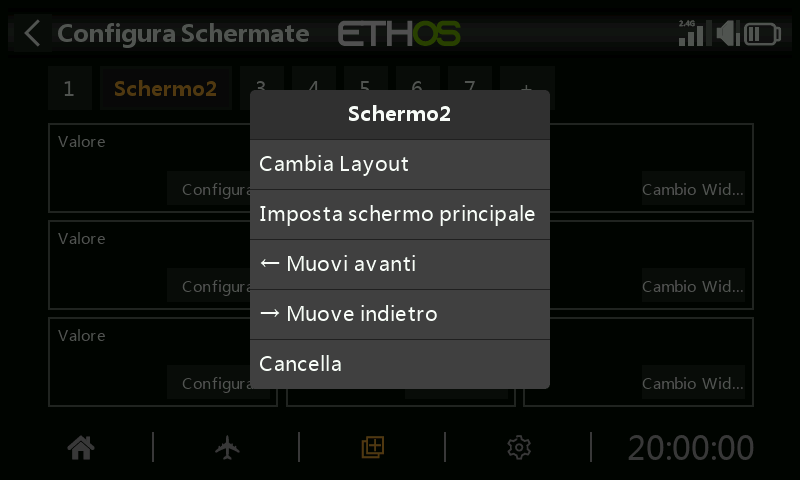 Configura Schermate ETHOS 2.4G
1 Schermo2 3 4 5 6 7 +
Schermo2
Valore
Cambia Layout
Configura Cambio Wid...
Imposta schermo principale
Valore
← Muovi avanti
Configura Cambio Wid...
→ Muove indietro
Valore
Cancella
Configura Cambio Wid...
20:00:00